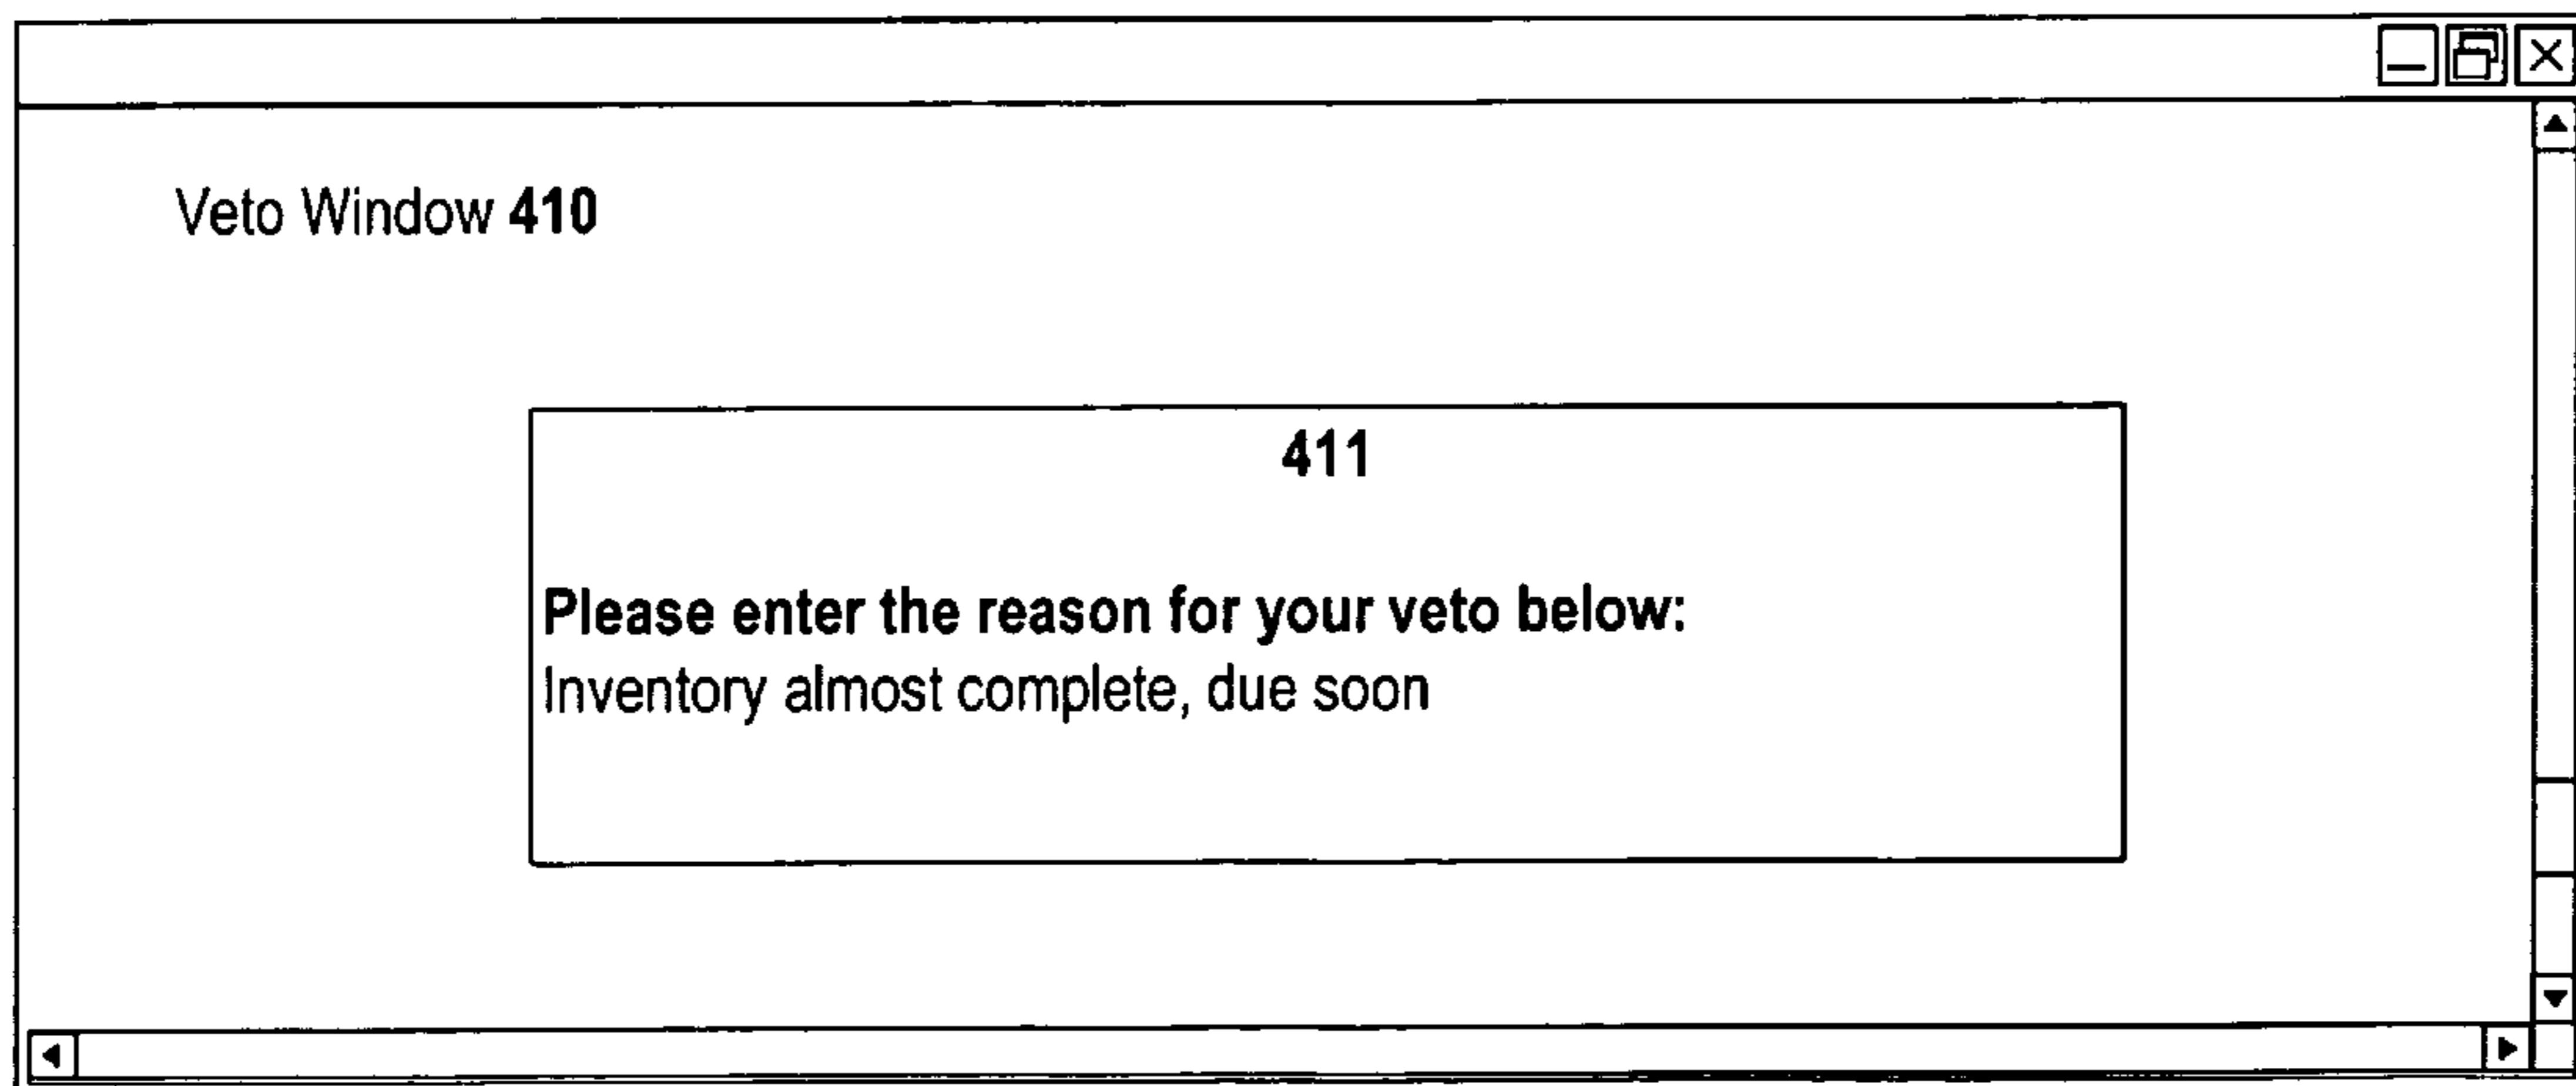 Veto Window 410
411
Please enter the reason for your veto below:
Inventory almost complete, due soon